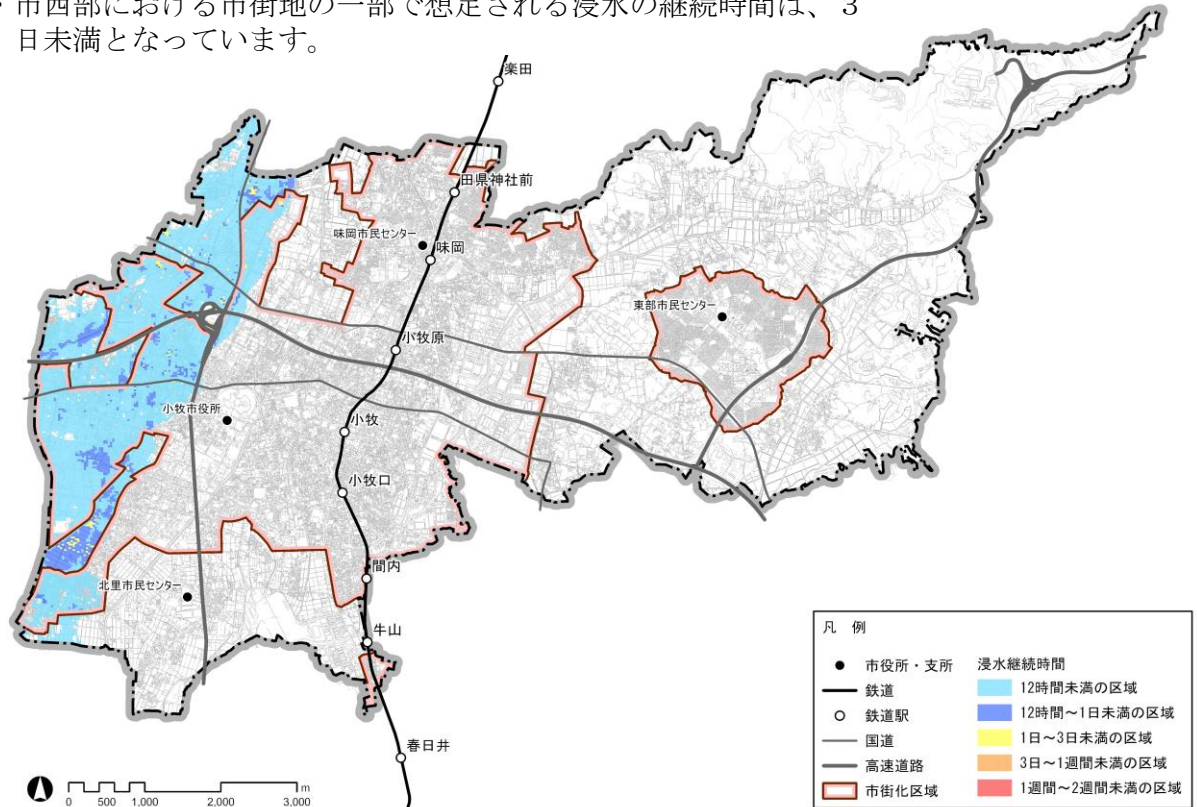 ・市西部における市街地の一部で想定される浸水の継続時間は、３
日未満となっています。
楽田
田県神社前
味岡市民センター
味岡
東部市民センター
小牧原
小牧市役所
小牧
小牧口
間内
北里市民センター
牛山
春日井
凡 例
市役所・支所
鉄道
鉄道駅
国道
高速道路
市街化区域
浸水継続時間
12時間未満の区域
12時間～1日未満の区域
1日～3日未満の区域
3日～1週間未満の区域
1週間～2週間未満の区域
0 500 1,000 2,000 3,000 m